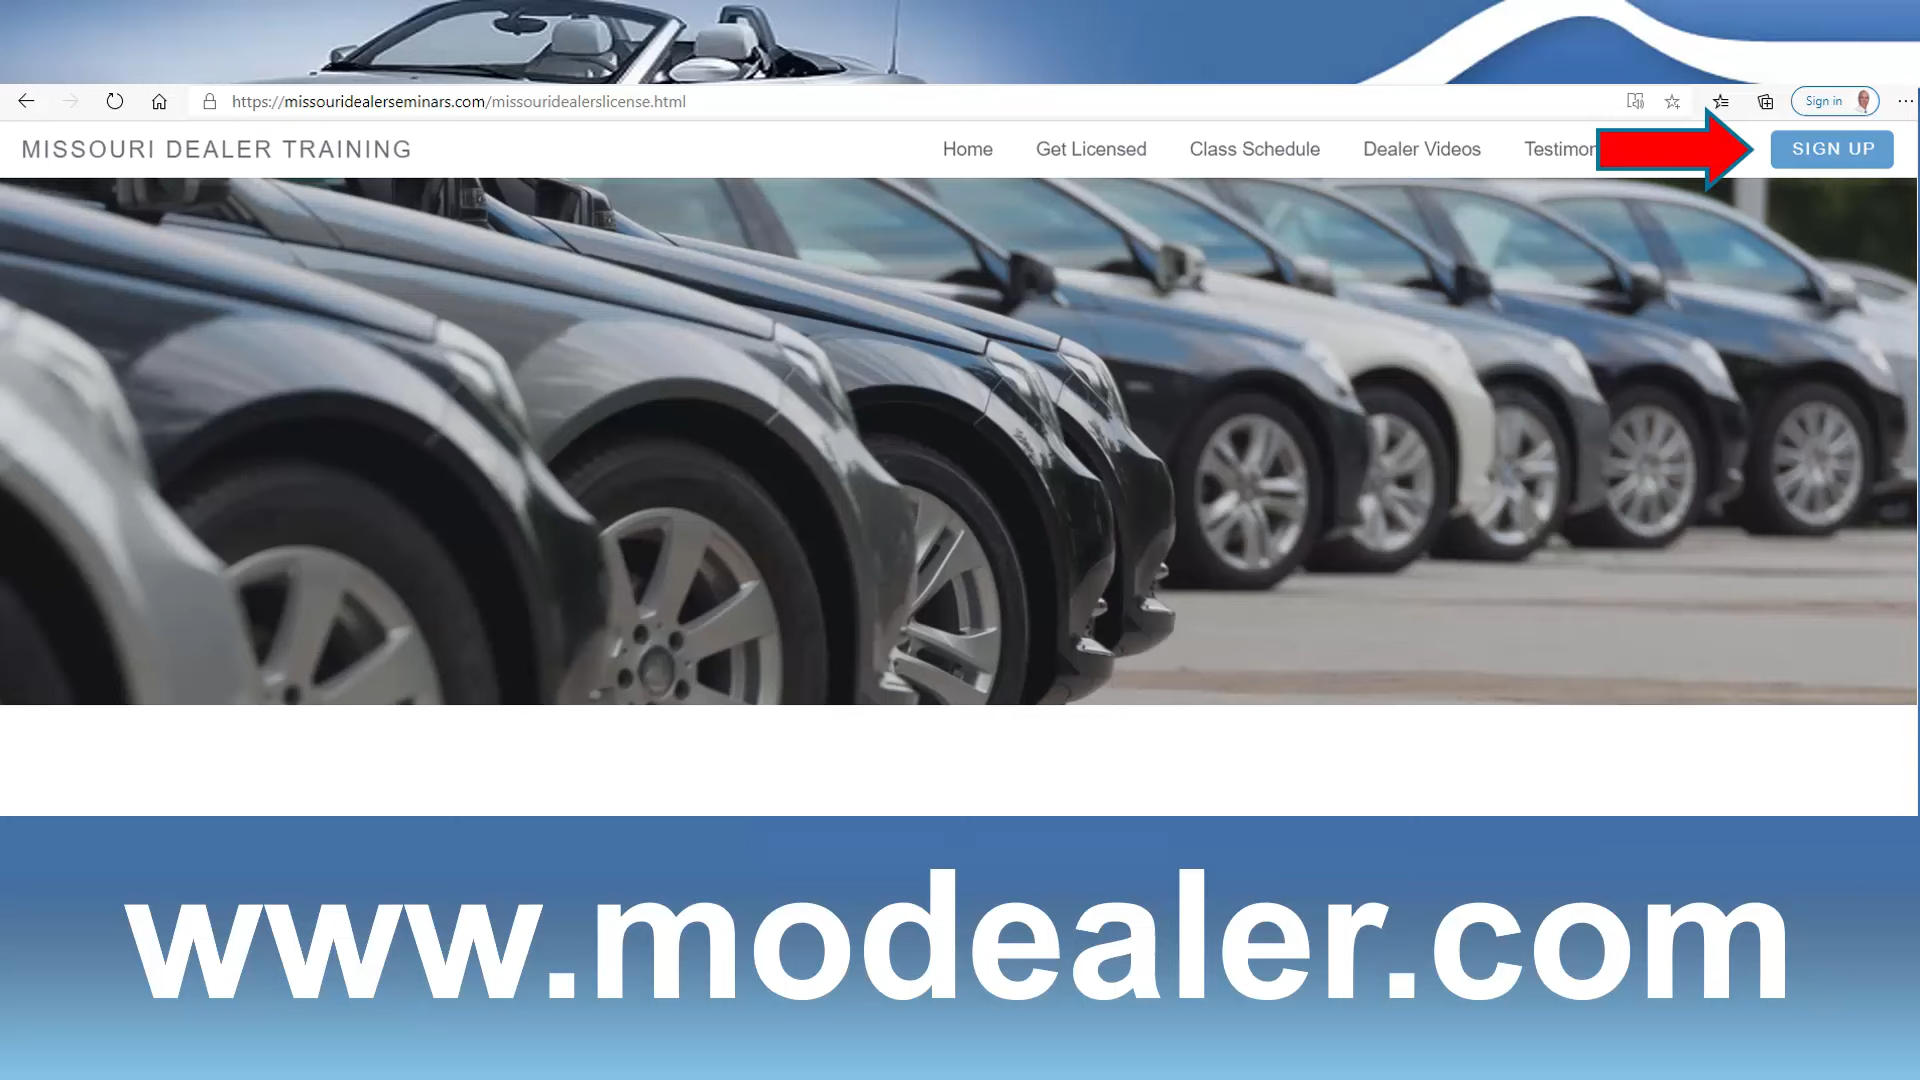 https://missouridealerseminars.com/missouridealerslicense.html
Sign in
MISSOURI DEALER TRAINING
Home
Get Licensed
Class Schedule
Dealer Videos
Testimon
SIGN UP
www.modealer.com